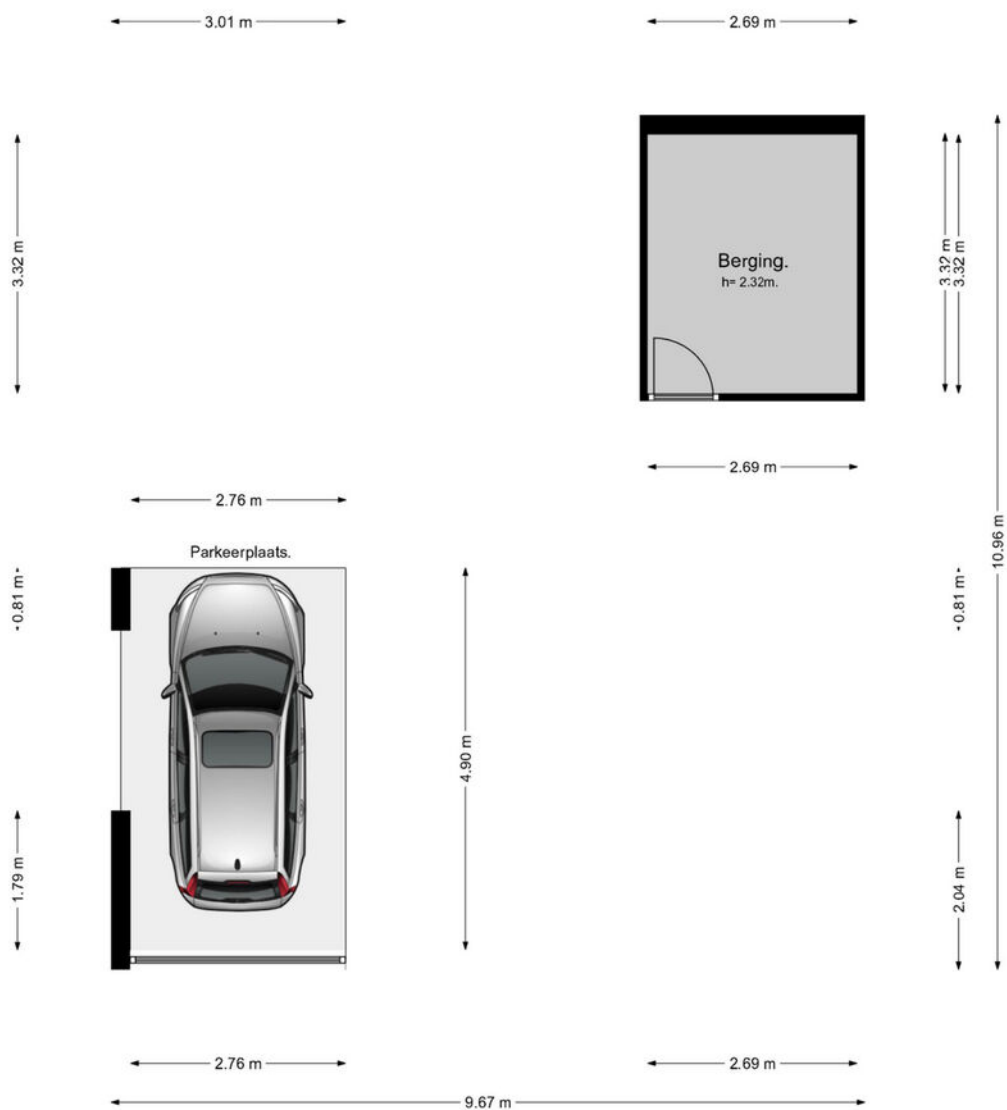 3.01 m
2.69 m
3.32 m
3.32 m
3.32 m
Berging.
h= 2.32m.
2.69 m
2.76 m
10.96 m
Parkeerplaats.
0.81 m
0.81 m
4.90 m
1.79 m
2.04 m
2.76 m
2.69 m
9.67 m